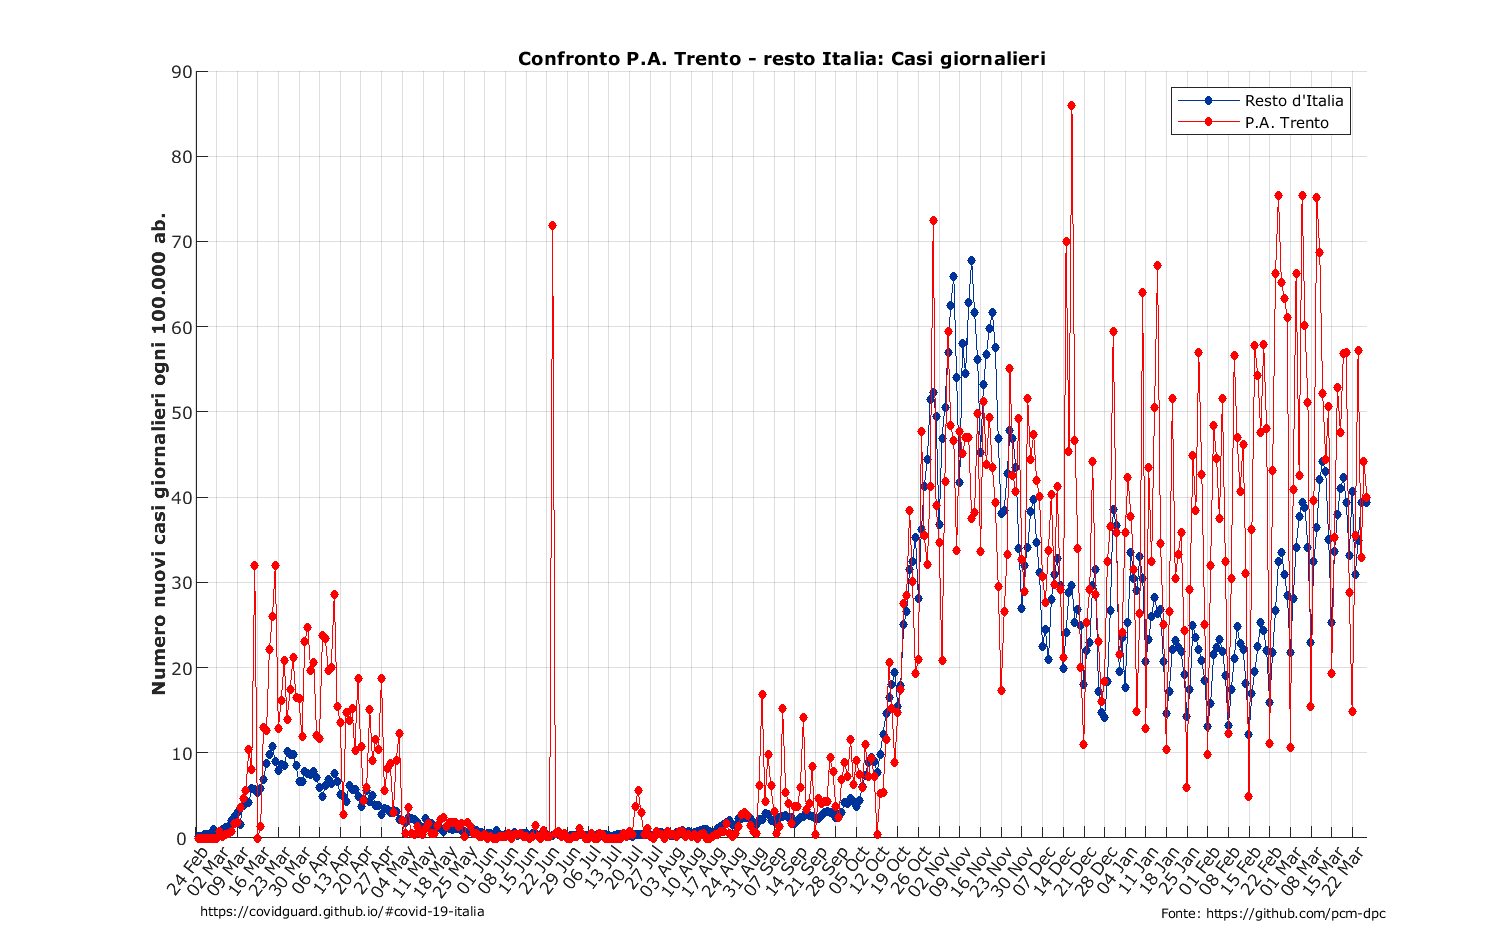 Confronto P.A. Trento - resto Italia: Casi giornalieri
Numero nuovi casi giornalieri ogni 100.000 ab.
90
80
70
60
50
40
30
20
10
0
Resto d'Italia
P.A. Trento
24 Feb
02 Mar
09 Mar
16 Mar
23 Mar
30 Mar
06 Apr
13 Apr
20 Apr
27 Apr
04 May
11 May
18 May
25 May
01 Jun
08 Jun
15 Jun
22 Jun
29 Jun
06 Jul
13 Jul
20 Jul
27 Jul
03 Aug
10 Aug
17 Aug
24 Aug
31 Aug
07 Sep
14 Sep
21 Sep
28 Sep
05 Oct
12 Oct
19 Oct
26 Oct
02 Nov
09 Nov
16 Nov
23 Nov
30 Nov
07 Dec
14 Dec
21 Dec
28 Dec
04 Jan
11 Jan
18 Jan
25 Jan
01 Feb
08 Feb
15 Feb
22 Feb
01 Mar
08 Mar
15 Mar
22 Mar
https://covidguard.github.io/#covid-19-italia
Fonte: https://github.com/pcm-dpc